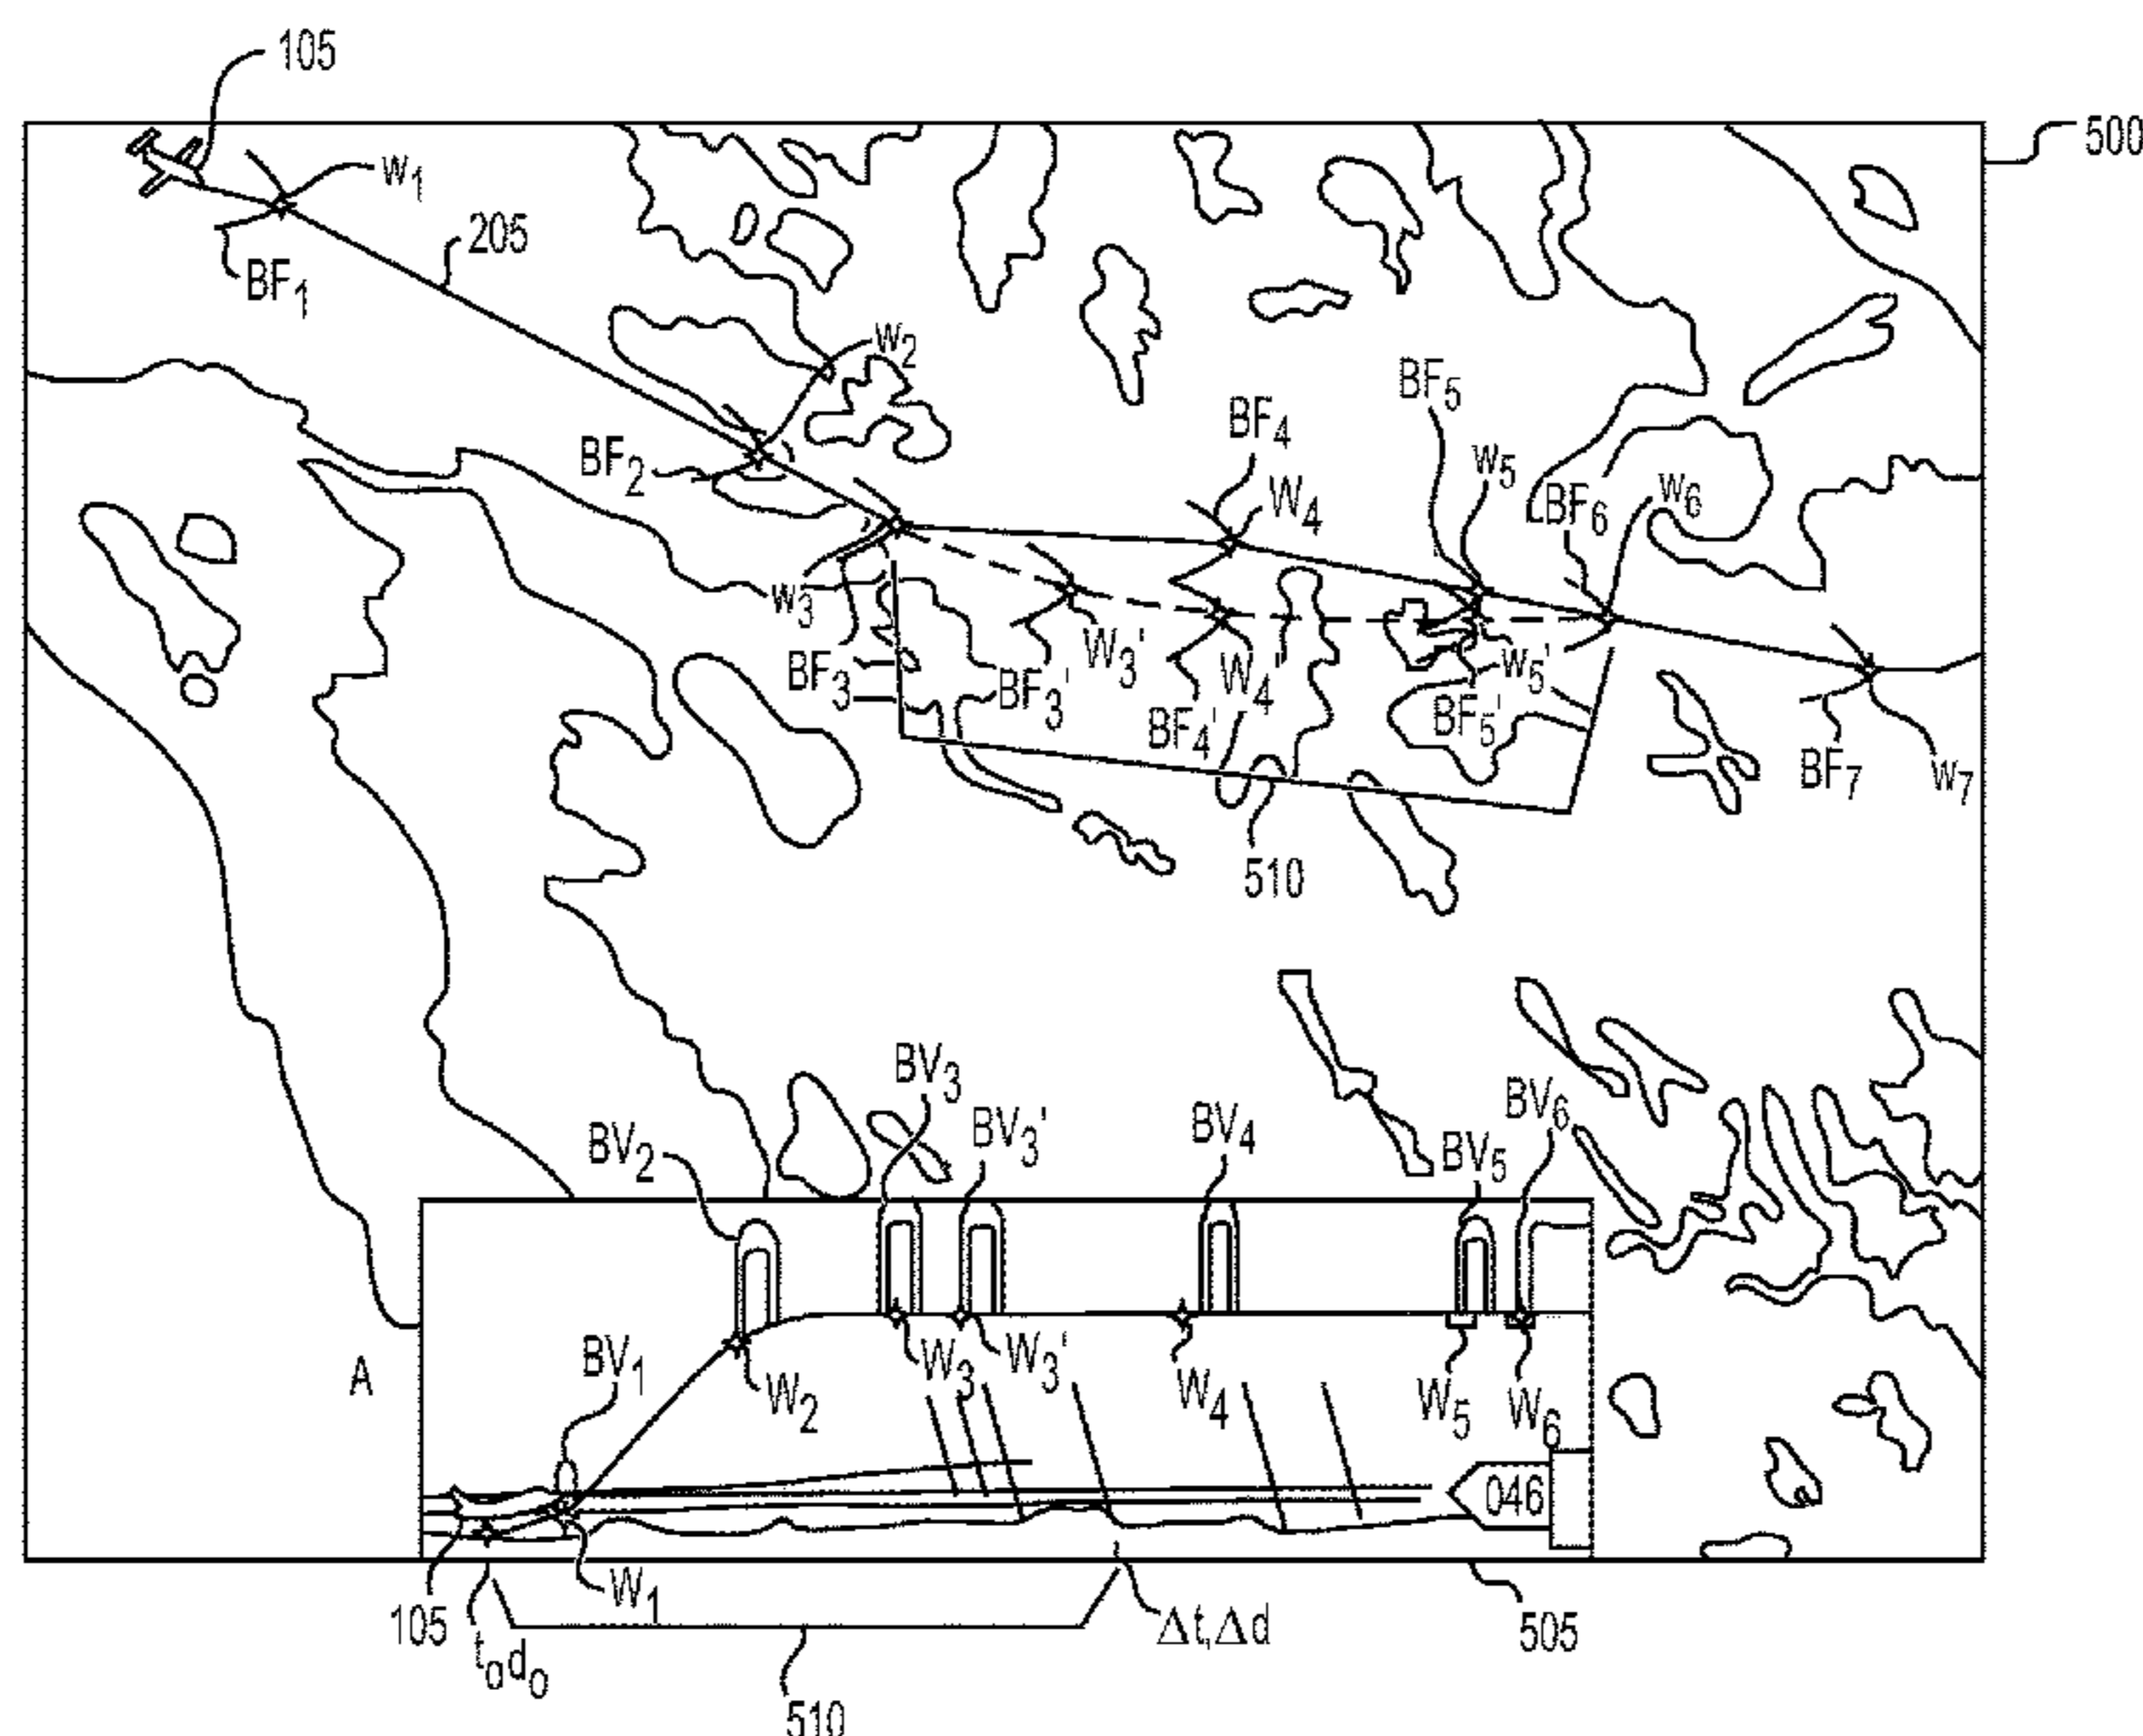 105
500
w1
205
BF1
w2
BF5
BF4
BF2
w5
W4
BF6
w6
w3
W3'
BF3
BF3'
W4'
w5'
BF4'
BF5'
BF7
w7
510
BV3
BV3'
BV4
BV6
BV2
BV5
BV1
A
W3
W3'
W2
W4
W5
W6
046
W1
105
t0d0
Δt,Δd
505
510